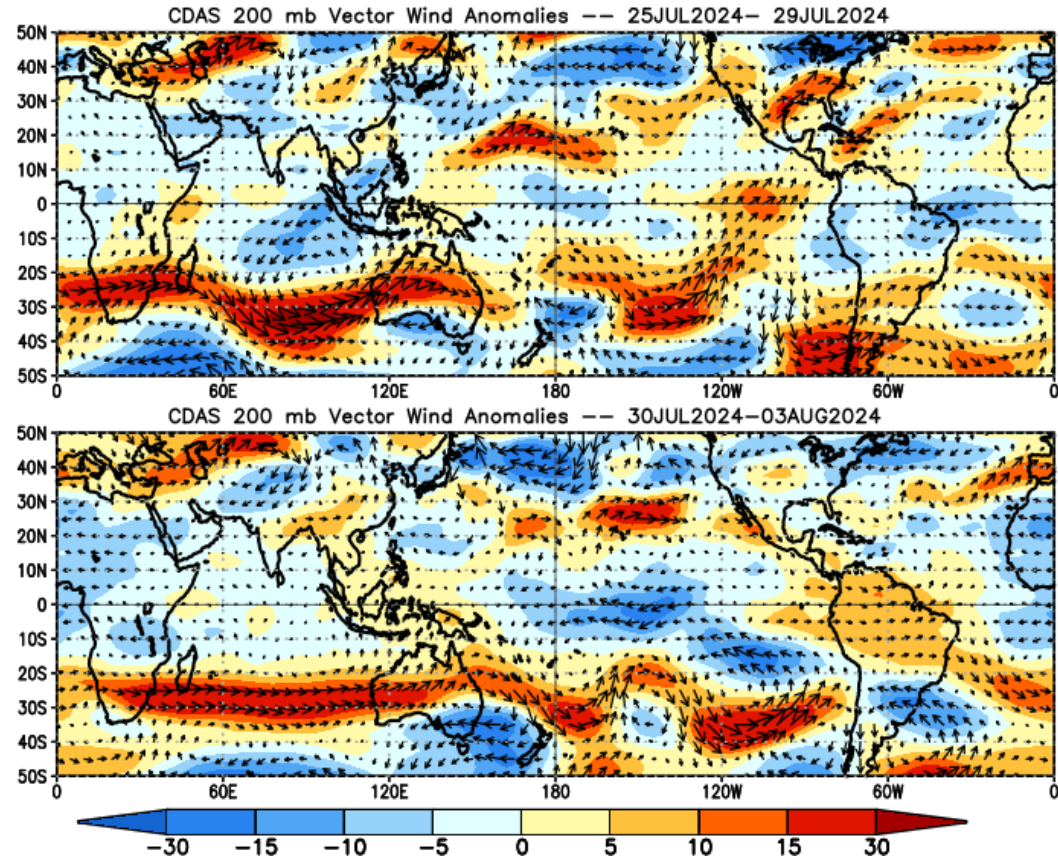 CDAS 200 mb Vector Wind Anomalies -- 25JUL2024- 29JUL2024
50N
40N
30N
20N
10N
0
10S
20S
30S
40S
50S
0 60E 120E 180 120W 60W 0
CDAS 200 mb Vector Wind Anomalies -- 30JUL2024-03AUG2024
50N
40N
30N
20N
10N
0
10S
20S
30S
40S
50S
0 60E 120E 180 120W 60W 0
-30 -15 -10 -5 0 5 10 15 30